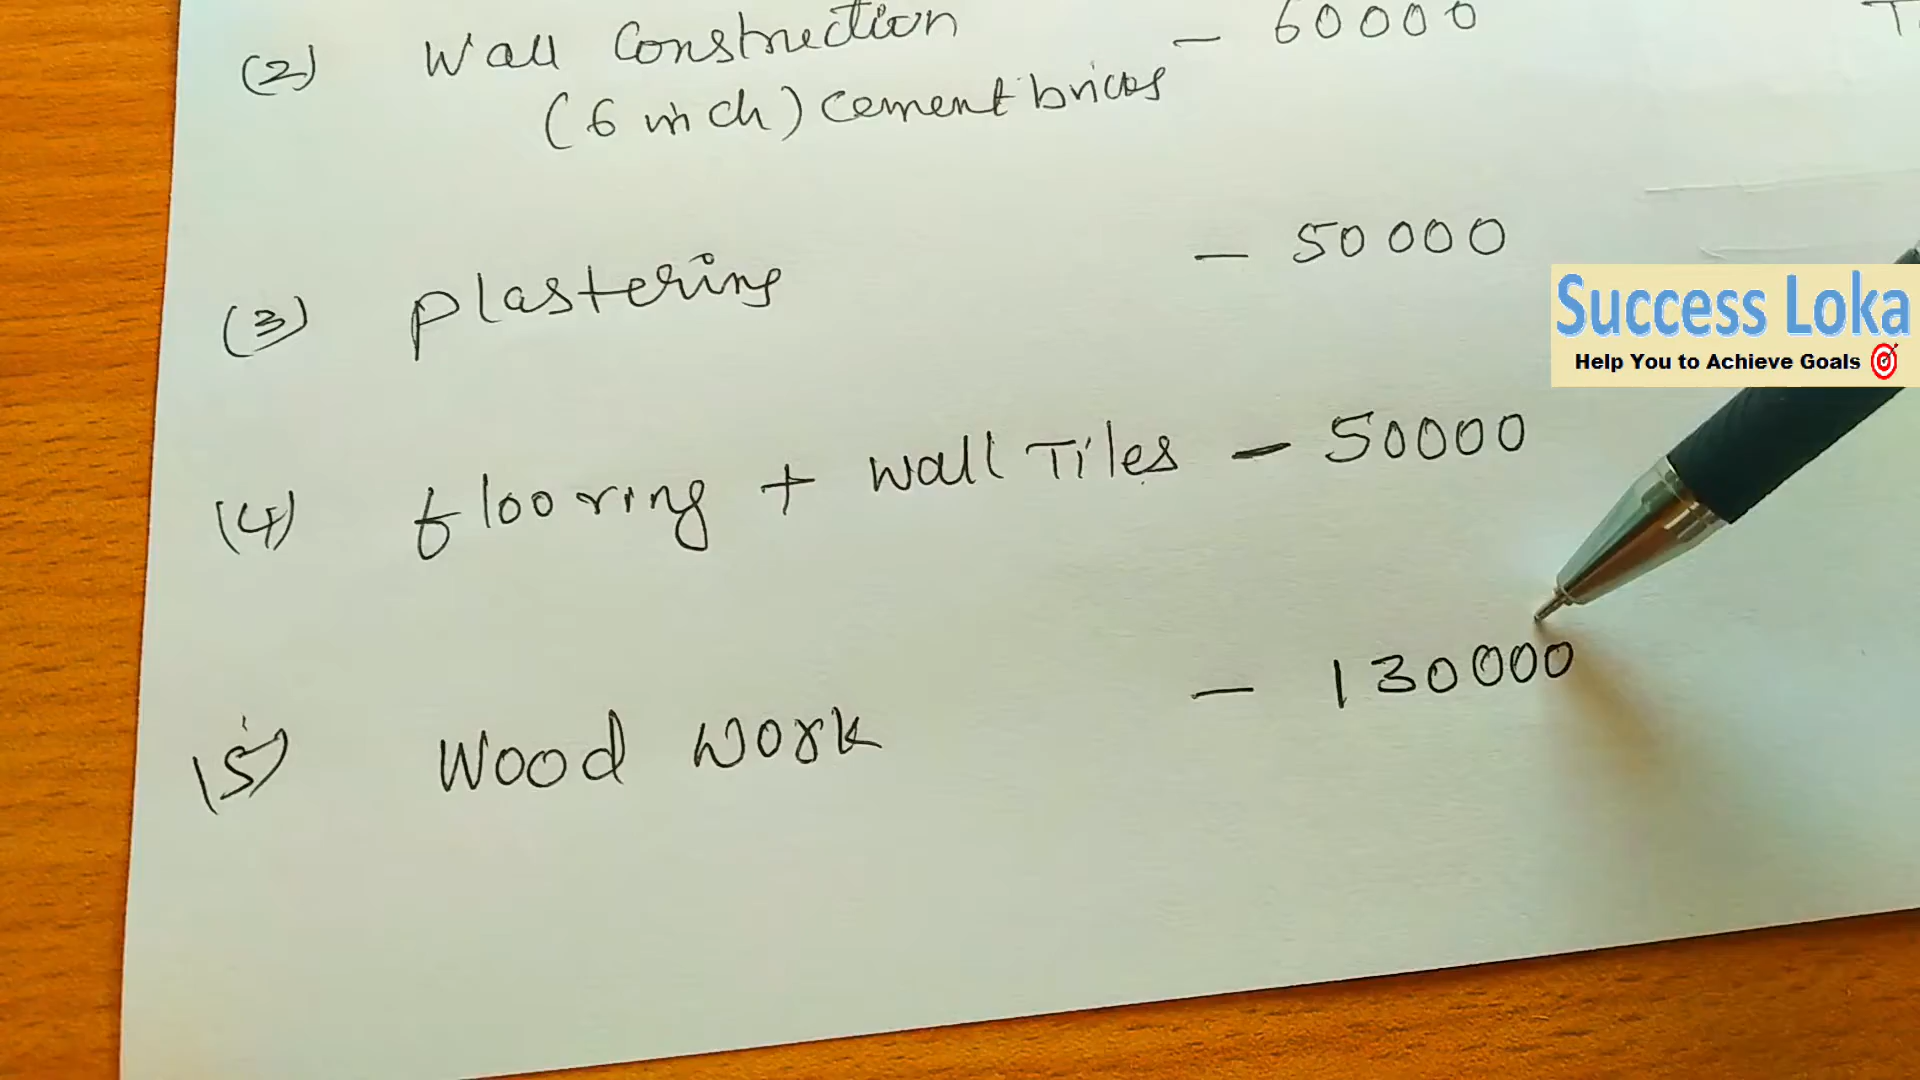 (2) Wall Construction - 60000
(6 inch) cement bricks
(3) Plastering - 50000
(4) flooring + Wall Tiles - 50000
(5) Wood Work - 130000
Success Loka
Help You to Achieve Goals